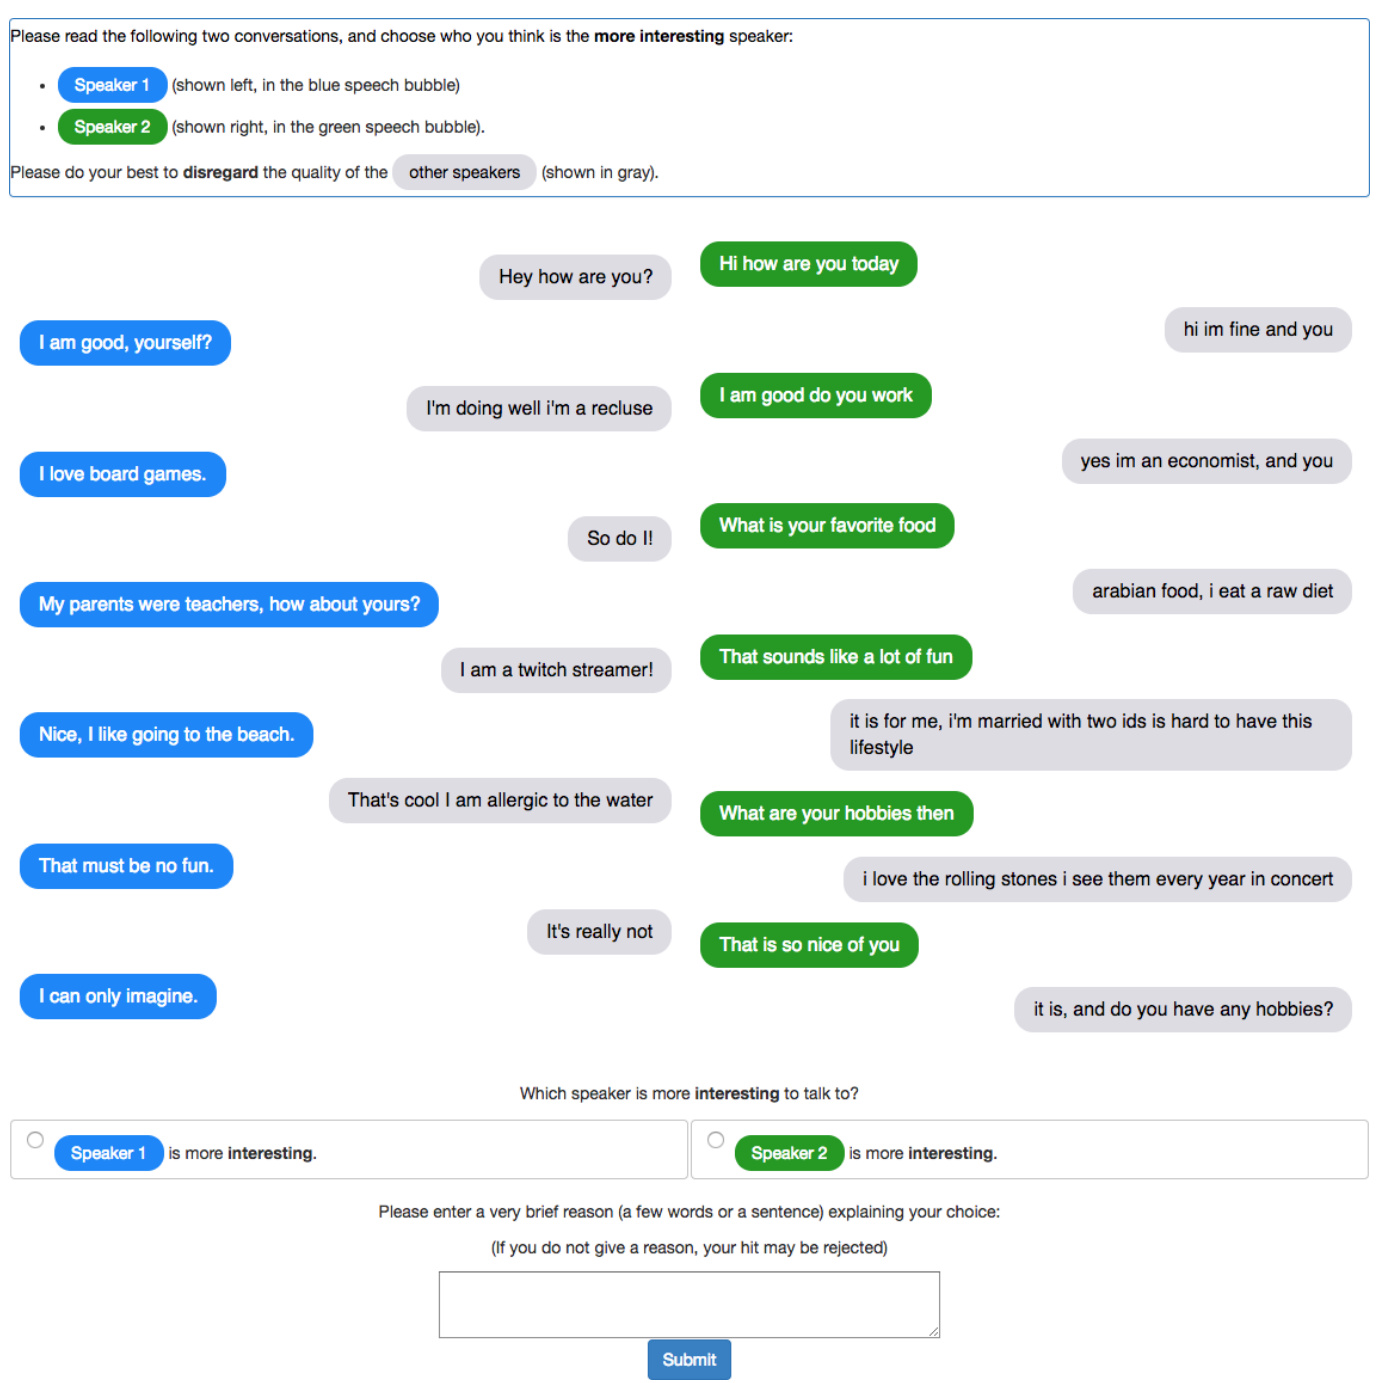 Please read the following two conversations, and choose who you think is the more interesting speaker:
• Speaker 1 (shown left, in the blue speech bubble)
• Speaker 2 (shown right, in the green speech bubble).
Please do your best to disregard the quality of the other speakers (shown in gray).
Hey how are you?
I am good, yourself?
I'm doing well i'm a recluse
I love board games.
So do I!
My parents were teachers, how about yours?
I am a twitch streamer!
Nice, I like going to the beach.
That's cool I am allergic to the water
That must be no fun.
It's really not
I can only imagine.
Hi how are you today
hi im fine and you
I am good do you work
yes im an economist, and you
What is your favorite food
arabian food, i eat a raw diet
That sounds like a lot of fun
it is for me, i'm married with two ids is hard to have this
lifestyle
What are your hobbies then
i love the rolling stones i see them every year in concert
That is so nice of you
it is, and do you have any hobbies?
Which speaker is more interesting to talk to?
Speaker 1 is more interesting.
Speaker 2 is more interesting.
Please enter a very brief reason (a few words or a sentence) explaining your choice:
(If you do not give a reason, your hit may be rejected)
Submit